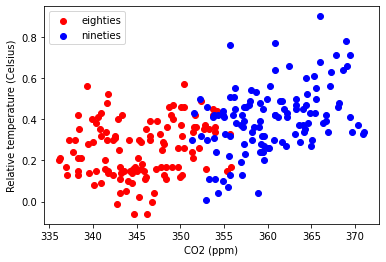 eighties
nineties
0.8
0.6
0.4
0.2
0.0
Relative temperature (Celsius)
335 340 345 350 355 360 365 370
CO2 (ppm)